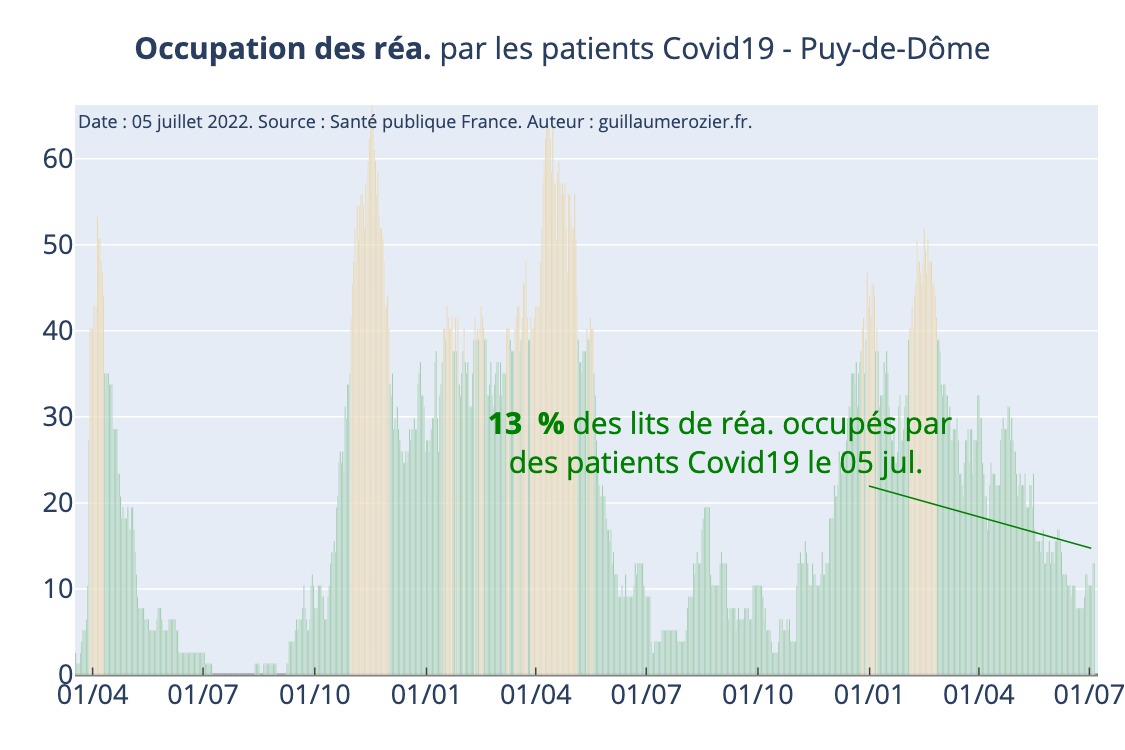 Occupation des réa. par les patients Covid19 - Puy-de-Dôme
Date : 05 juillet 2022. Source : Santé publique France. Auteur : guillaumerozier.fr.
60
50
40
30
20
10
0
13 % des lits de réa. occupés par
des patients Covid19 le 05 jul.
01/04 01/07 01/10 01/01 01/04 01/07 01/10 01/01 01/04 01/07